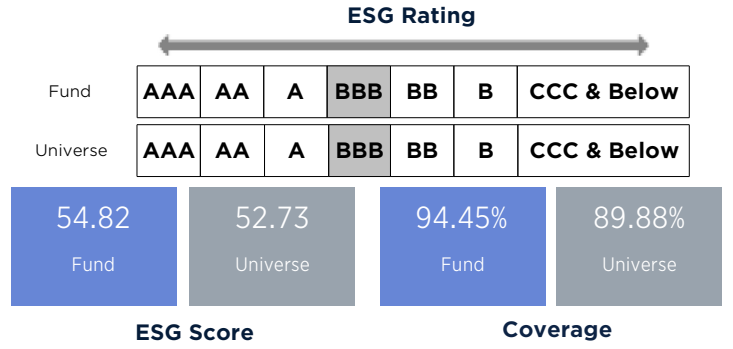 ESG Rating
Fund AAA AA A BBB BB B CCC & Below
Universe AAA AA A BBB BB B CCC & Below
54.82 52.73 94.45% 89.88%
Fund Universe Fund Universe
ESG Score Coverage